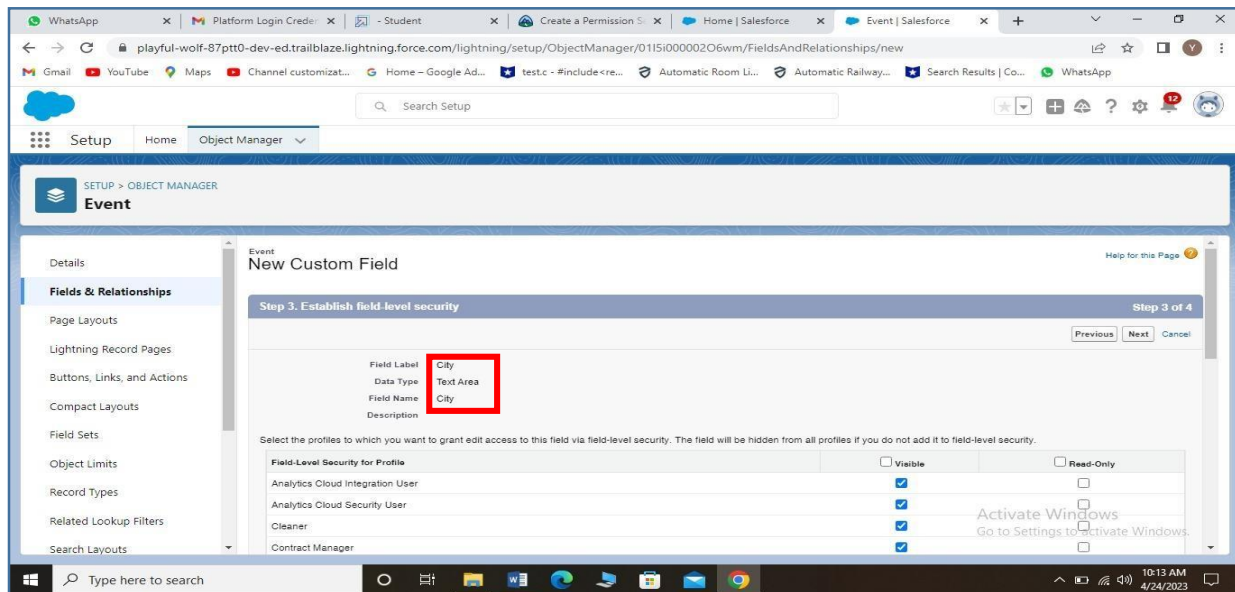 WhatsApp
Platform Login Creder
- Student
Create a Permission S
Home | Salesforce
Event | Salesforce
playful-wolf-87ptt0-dev-ed.trailblaze.lightning.force.com/lightning/setup/ObjectManager/01I5i000002O6wm/FieldsAndRelationships/new
Y
Gmail YouTube Maps Channel customizat... Home – Google Ad... test.c - #include<re... Automatic Room Li... Automatic Railway... Search Results | Co... WhatsApp
Search Setup
12
Setup Home Object Manager
SETUP > OBJECT MANAGER
Event
Details
Fields & Relationships
Page Layouts
Lightning Record Pages
Buttons, Links, and Actions
Compact Layouts
Field Sets
Object Limits
Record Types
Related Lookup Filters
Search Layouts
Event
New Custom Field
Help for this Page
Step 3. Establish field-level security Step 3 of 4
Previous Next Cancel
Field Label City
Data Type Text Area
Field Name City
Description
Select the profiles to which you want to grant edit access to this field via field-level security. The field will be hidden from all profiles if you do not add it to field-level security.
Field-Level Security for Profile Visible Read-Only
Analytics Cloud Integration User
Analytics Cloud Security User
Cleaner
Contract Manager
Activate Windows
Go to Settings to activate Windows.
Type here to search
10:13 AM
4/24/2023